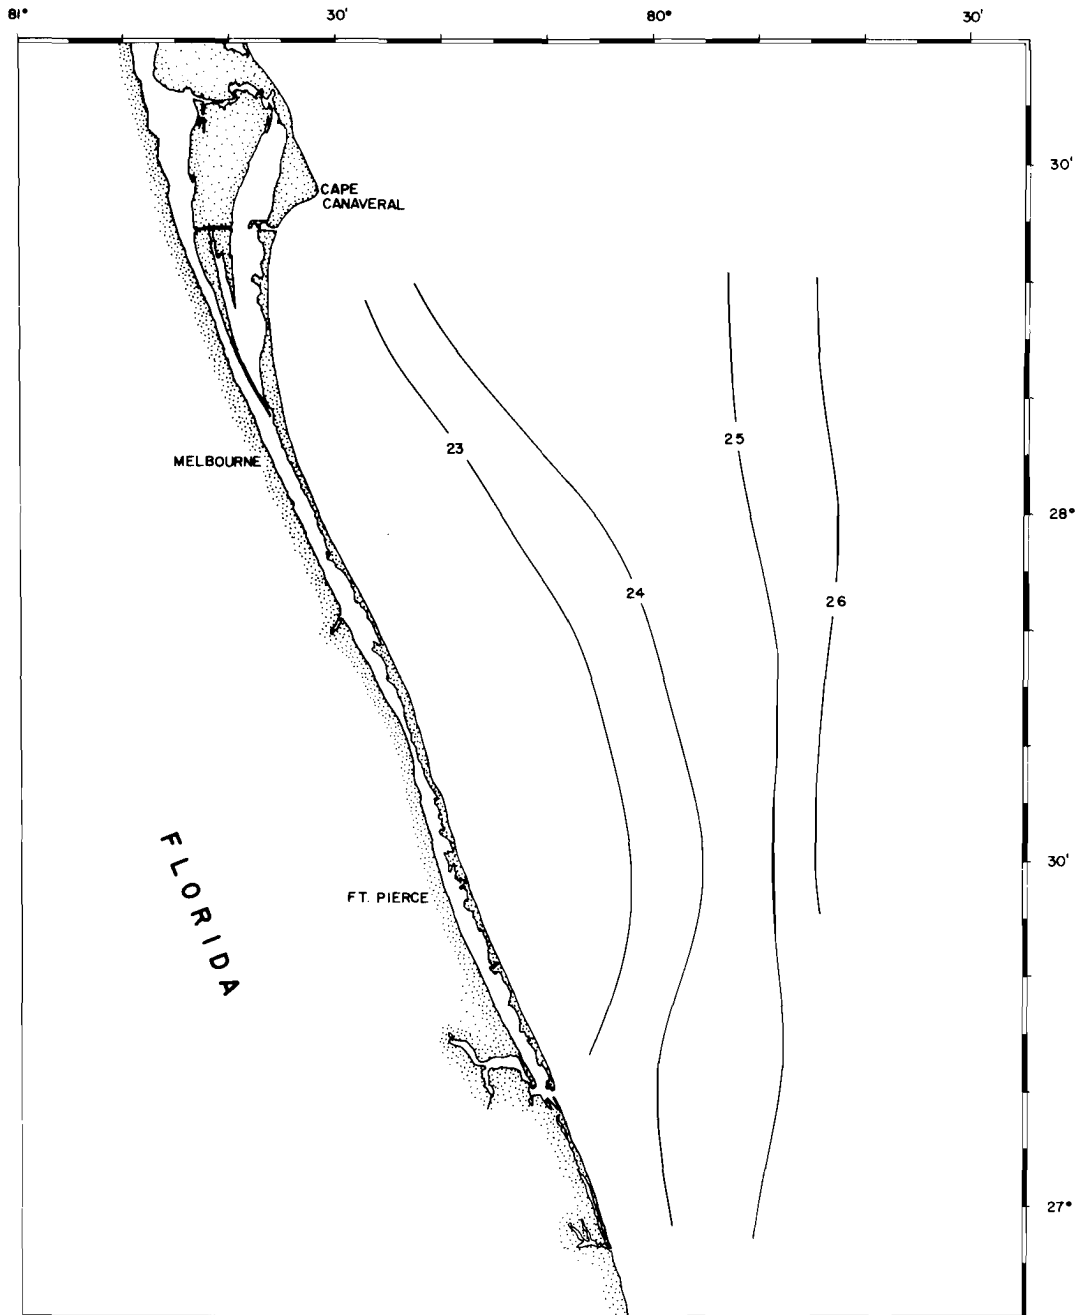 81° 30' 80° 30'
30'
CAPE
CANAVERAL
25
23
MELBOURNE
28°
24
26
FLORIDA
30'
FT. PIERCE
27°